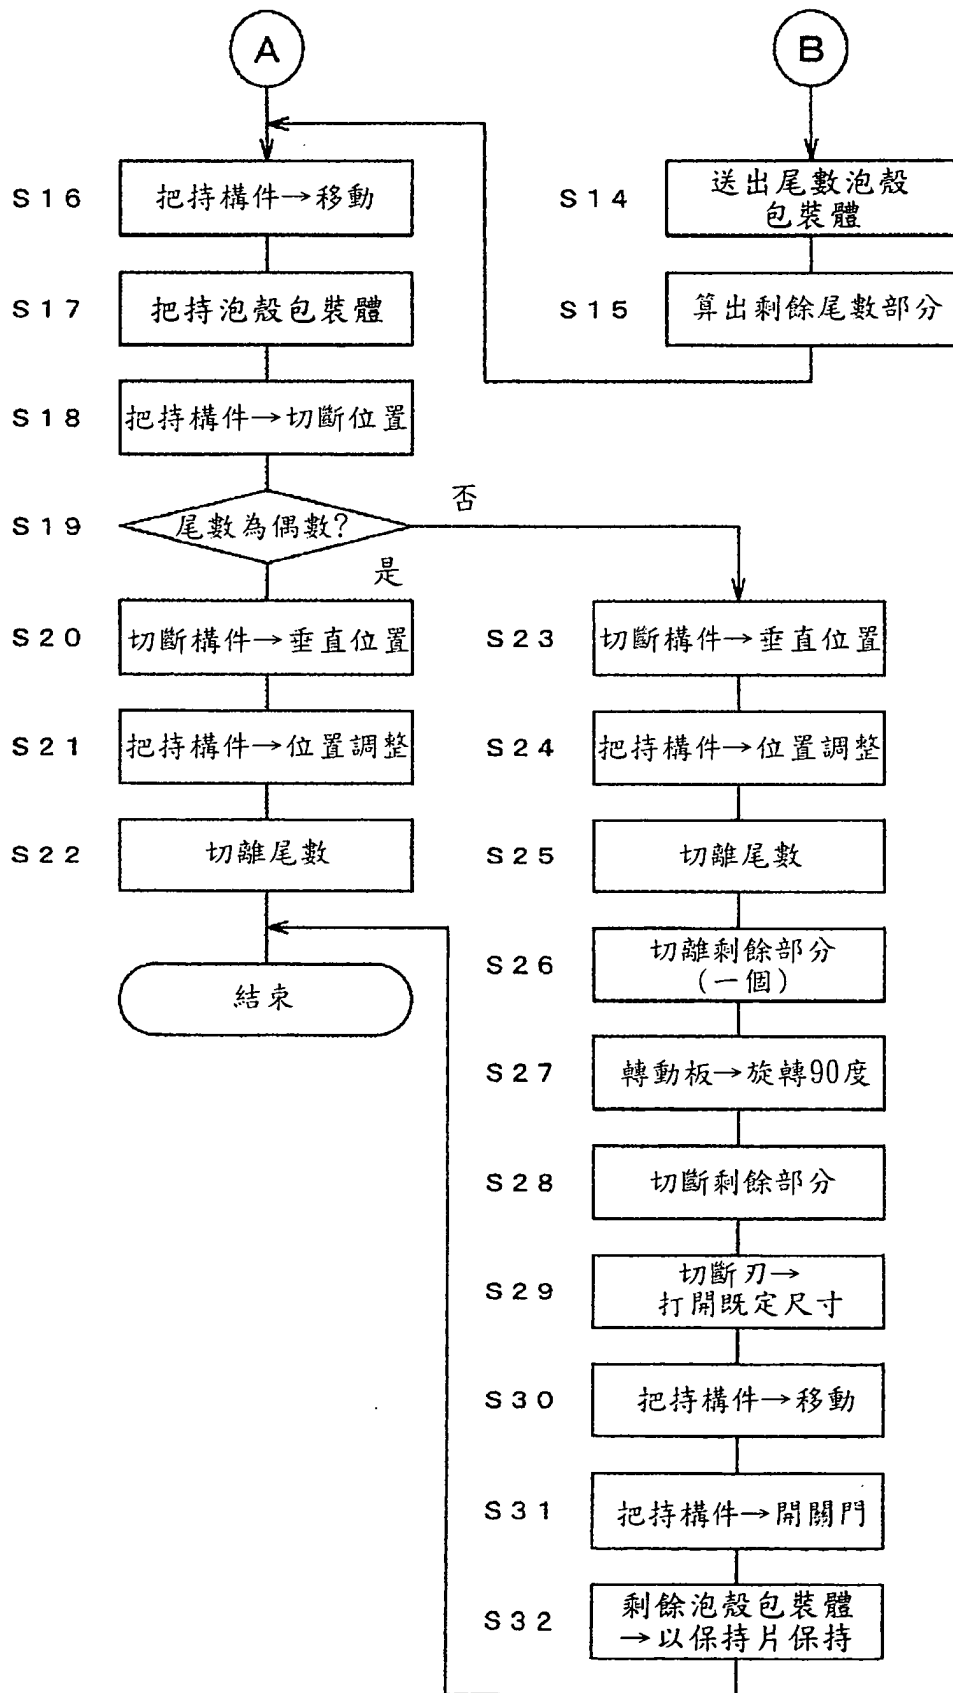 A
S16
把持構件→移動
S17
把持泡殼包裝體
S18
把持構件→切斷位置
S19
尾數為偶數?
否
是
S20
切斷構件→垂直位置
S21
把持構件→位置調整
S22
切離尾數
結束
B
S14
送出尾數泡殼
包裝體
S15
算出剩餘尾數部分
S23
切斷構件→垂直位置
S24
把持構件→位置調整
S25
切離尾數
S26
切離剩餘部分
(一個)
S27
轉動板→旋轉90度
S28
切斷剩餘部分
S29
切斷刃→
打開既定尺寸
S30
把持構件→移動
S31
把持構件→開關門
S32
剩餘泡殼包裝體
→以保持片保持